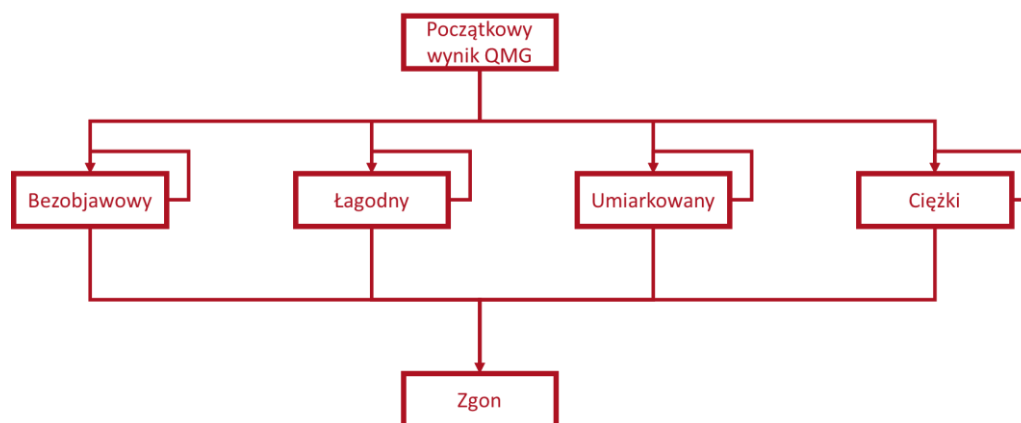 Początkowy
wynik QMG
Bezobjawowy
Łagodny
Umiarkowany
Ciężki
Zgon